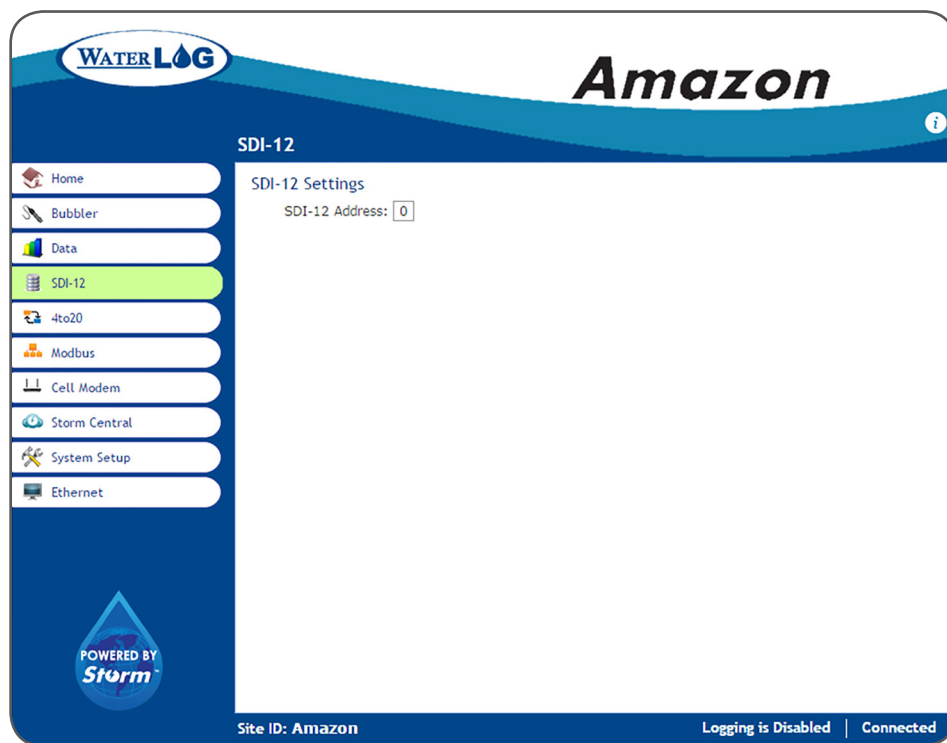 WATERLOG
Amazon
i
SDI-12
Home
Bubbler
Data
SDI-12
4to20
Modbus
Cell Modem
Storm Central
System Setup
Ethernet
SDI-12 Settings
SDI-12 Address: 0
POWERED BY
Storm™
Site ID: Amazon
Logging is Disabled | Connected